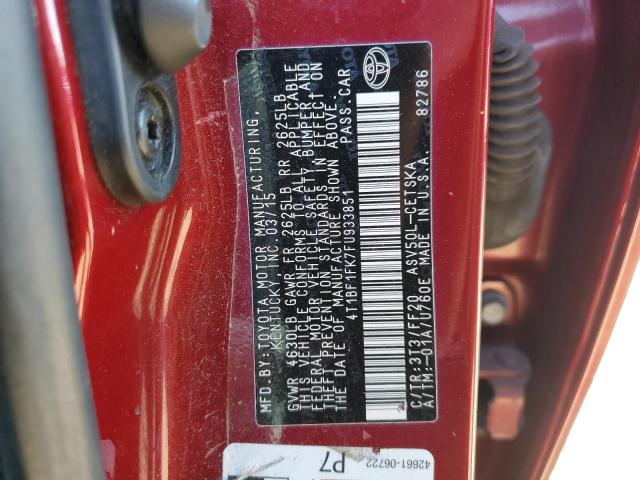 MFD. BY:TOYOTA MOTOR MANUFACTURING,
KENTUCKY, INC. 03/15
GVWR 4630LB GAWR FR 2625LB RR 2625LB
THIS VEHICLE CONFORMS TO ALL APPLICABLE
FEDERAL MOTOR VEHICLE SAFETY, BUMPER AND
THEFT PREVENTION STANDARDS IN EFFECT ON
THE DATE OF MANUFACTURE SHOWN ABOVE.
4T1BF1FK7FU933851 PASS.CAR
C/TR:3T3/FF20 ASV50L-CETSKA
A/TM:-01A/U760E MADE IN U.S.A. 82786
42661-06722
P7